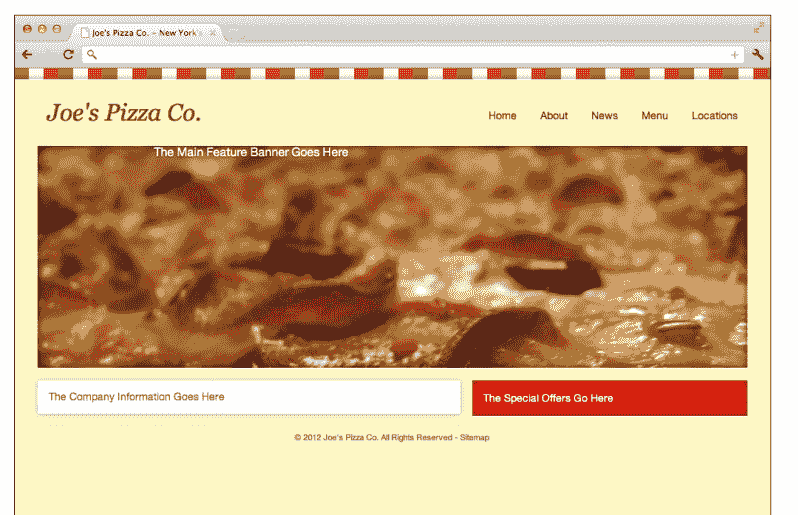 Joe's Pizza Co. – New York's
Joe's Pizza Co.
Home About News Menu Locations
The Main Feature Banner Goes Here
The Company Information Goes Here
The Special Offers Go Here
© 2012 Joe's Pizza Co. All Rights Reserved - Sitemap